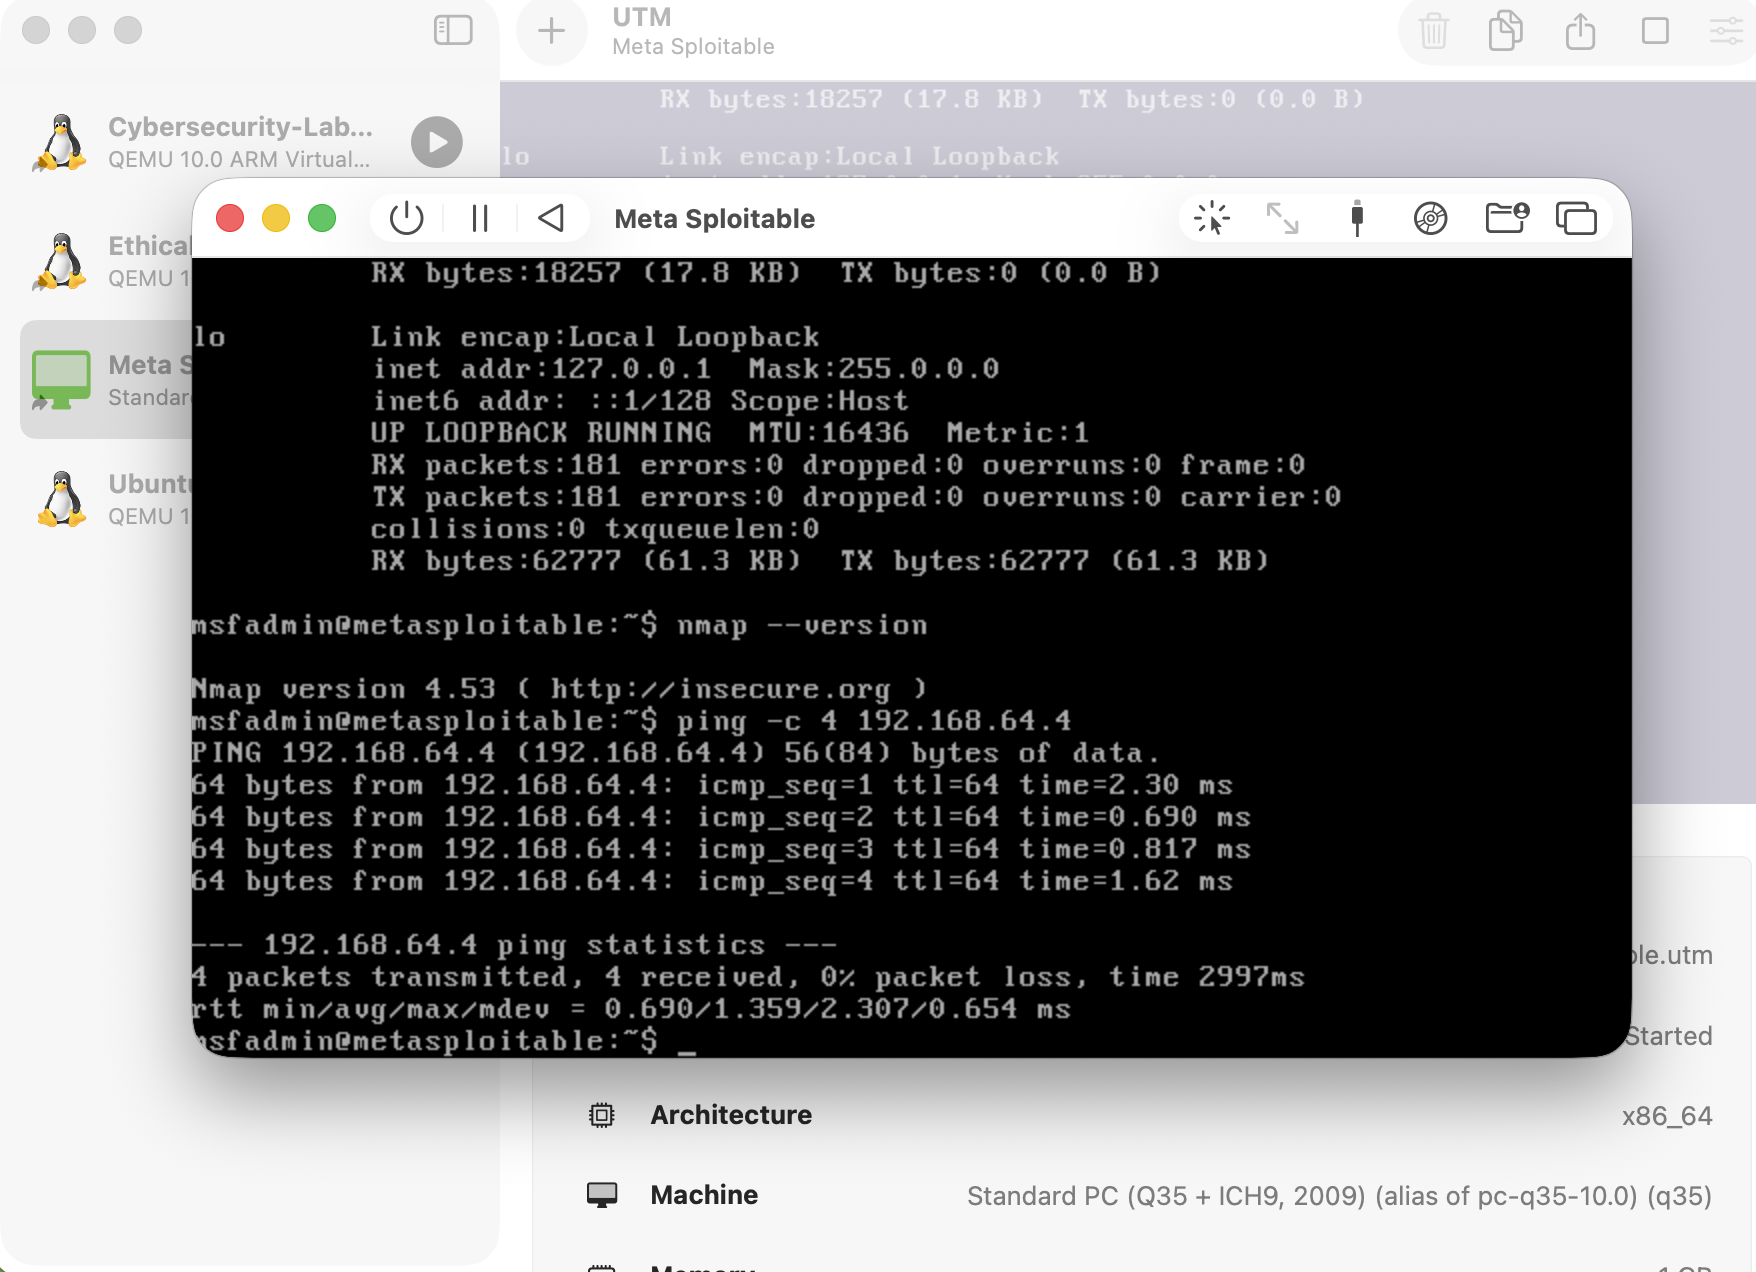 UTM
Meta Sploitable
RX bytes:18257 (17.8 KB)  TX bytes:0 (0.0 B)
lo        Link encap:Local Loopback
Cybersecurity-Lab...
QEMU 10.0 ARM Virtual...
Ethical
QEMU 1
Meta S
Standar
Ubuntu
QEMU 1
Meta Sploitable
RX bytes:18257 (17.8 KB)  TX bytes:0 (0.0 B)
lo        Link encap:Local Loopback
inet addr:127.0.0.1  Mask:255.0.0.0
inet6 addr: ::1/128 Scope:Host
UP LOOPBACK RUNNING  MTU:16436  Metric:1
RX packets:181 errors:0 dropped:0 overruns:0 frame:0
TX packets:181 errors:0 dropped:0 overruns:0 carrier:0
collisions:0 txqueuelen:0
RX bytes:62777 (61.3 KB)  TX bytes:62777 (61.3 KB)
msfadmin@metasploitable:~$ nmap --version
Nmap version 4.53 ( http://insecure.org )
msfadmin@metasploitable:~$ ping -c 4 192.168.64.4
PING 192.168.64.4 (192.168.64.4) 56(84) bytes of data.
64 bytes from 192.168.64.4: icmp_seq=1 ttl=64 time=2.30 ms
64 bytes from 192.168.64.4: icmp_seq=2 ttl=64 time=0.690 ms
64 bytes from 192.168.64.4: icmp_seq=3 ttl=64 time=0.817 ms
64 bytes from 192.168.64.4: icmp_seq=4 ttl=64 time=1.62 ms
--- 192.168.64.4 ping statistics ---
4 packets transmitted, 4 received, 0% packet loss, time 2997ms
rtt min/avg/max/mdev = 0.690/1.359/2.307/0.654 ms
msfadmin@metasploitable:~$ _
ble.utm
Started
Architecture x86_64
Machine Standard PC (Q35 + ICH9, 2009) (alias of pc-q35-10.0) (q35)
Memory